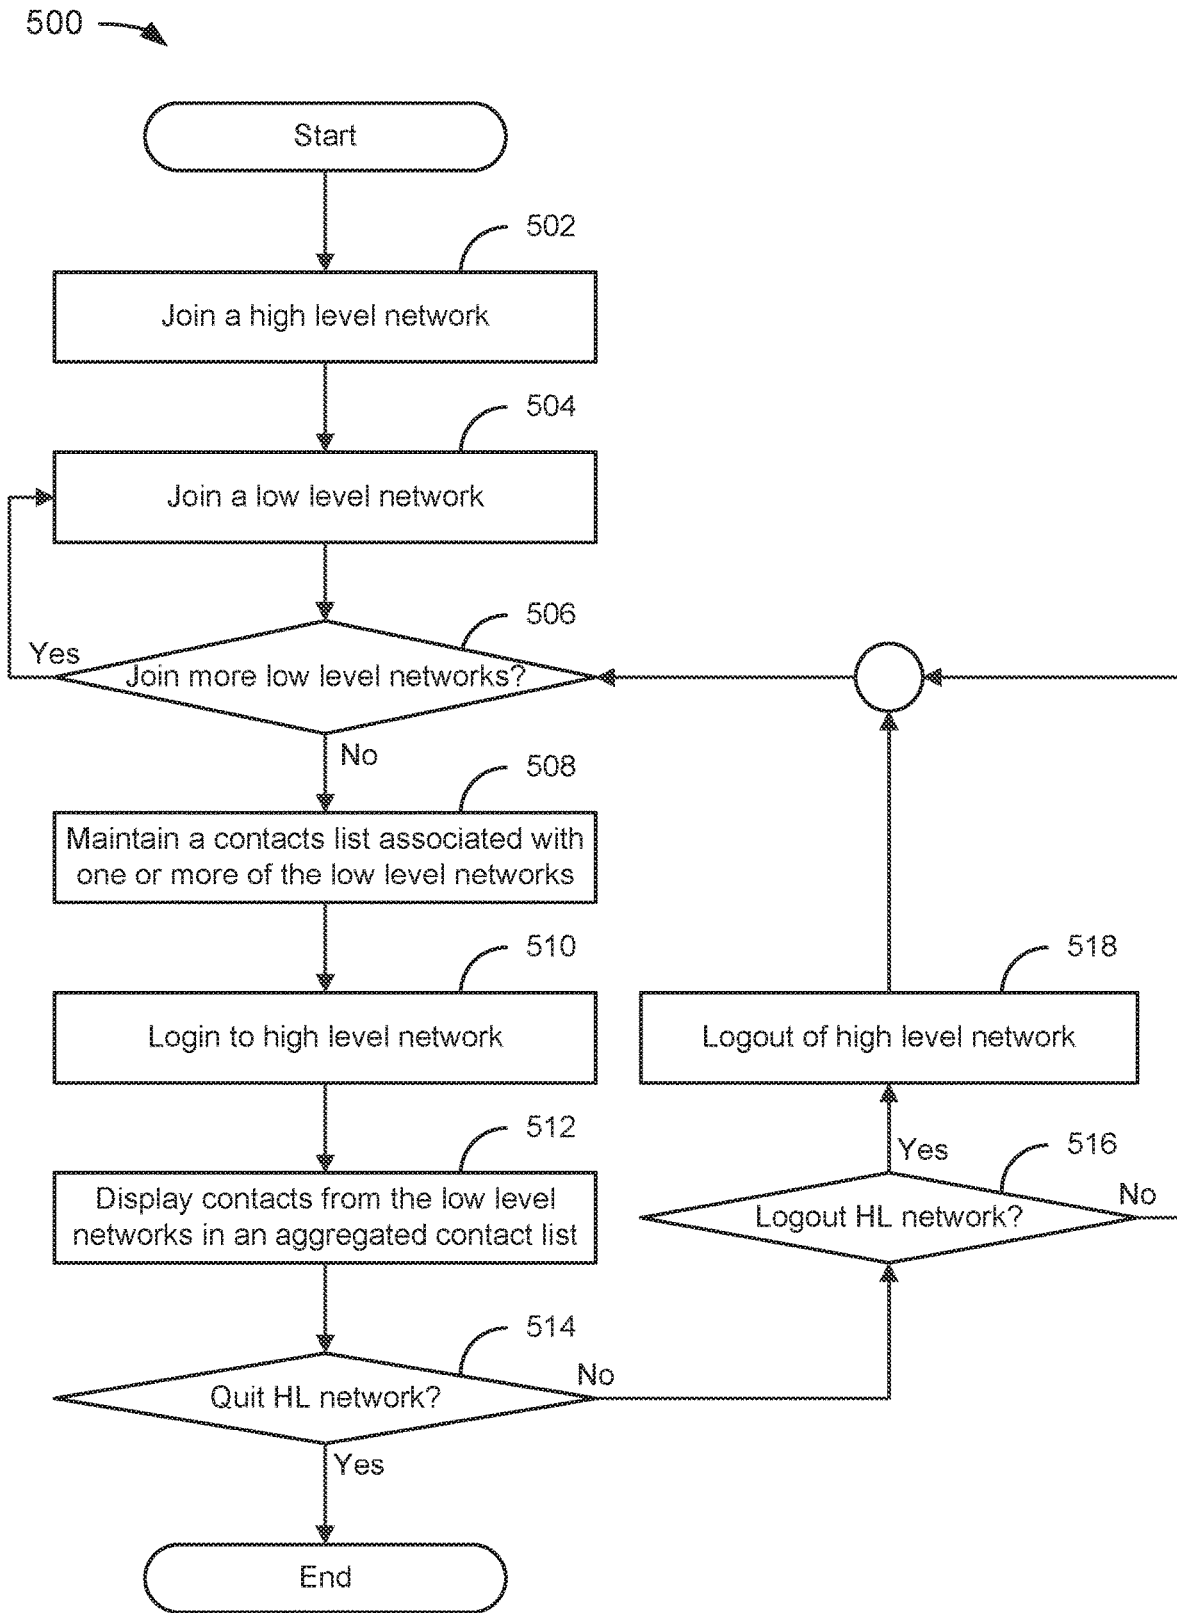 500
Start
502
Join a high level network
504
Join a low level network
506
Yes
Join more low level networks?
No
508
Maintain a contacts list associated with
one or more of the low level networks
510
518
Login to high level network
Logout of high level network
512
516
Yes
No
Display contacts from the low level
networks in an aggregated contact list
Logout HL network?
514
No
Quit HL network?
Yes
End